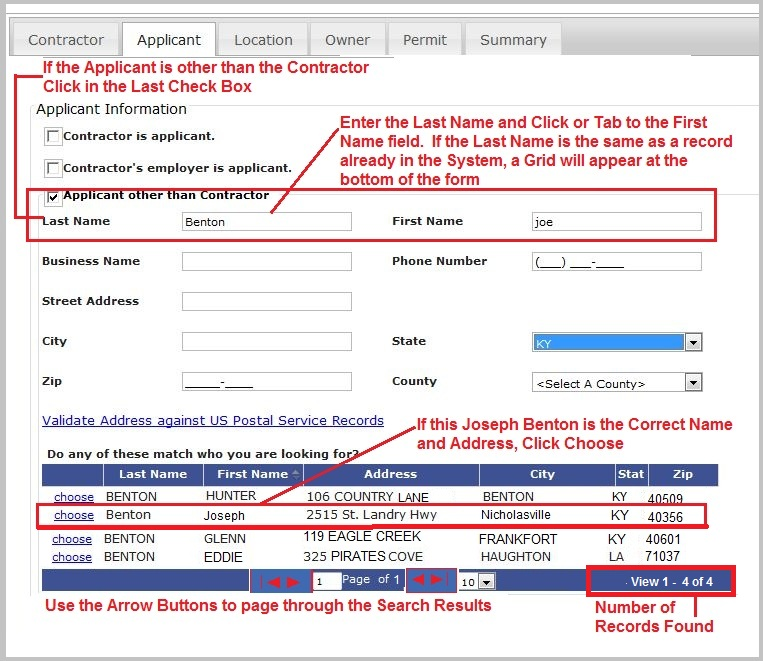 Contractor Applicant Location Owner Permit Summary
If the Applicant is other than the Contractor
Click in the Last Check Box
Applicant Information
Enter the Last Name and Click or Tab to the First
Name field. If the Last Name is the same as a record
already in the System, a Grid will appear at the
bottom of the form
Contractor is applicant.
Contractor's employer is applicant.
Applicant other than Contractor
Last Name Benton First Name joe
Business Name Phone Number (___) ___-____
Street Address
City State KY
Zip _____-____ County <Select A County>
Validate Address against US Postal Service Records
If this Joseph Benton is the Correct Name
and Address, Click Choose
Do any of these match who you are looking for?
Last Name First Name Address City Stat Zip
choose BENTON HUNTER 106 COUNTRY LANE BENTON KY 40509
choose Benton Joseph 2515 St. Landry Hwy Nicholasville KY 40356
choose BENTON GLENN 119 EAGLE CREEK FRANKFORT KY 40601
choose BENTON EDDIE 325 PIRATES COVE HAUGHTON LA 71037
1 Page of 1 10 View 1 - 4 of 4
Use the Arrow Buttons to page through the Search Results
Number of
Records Found